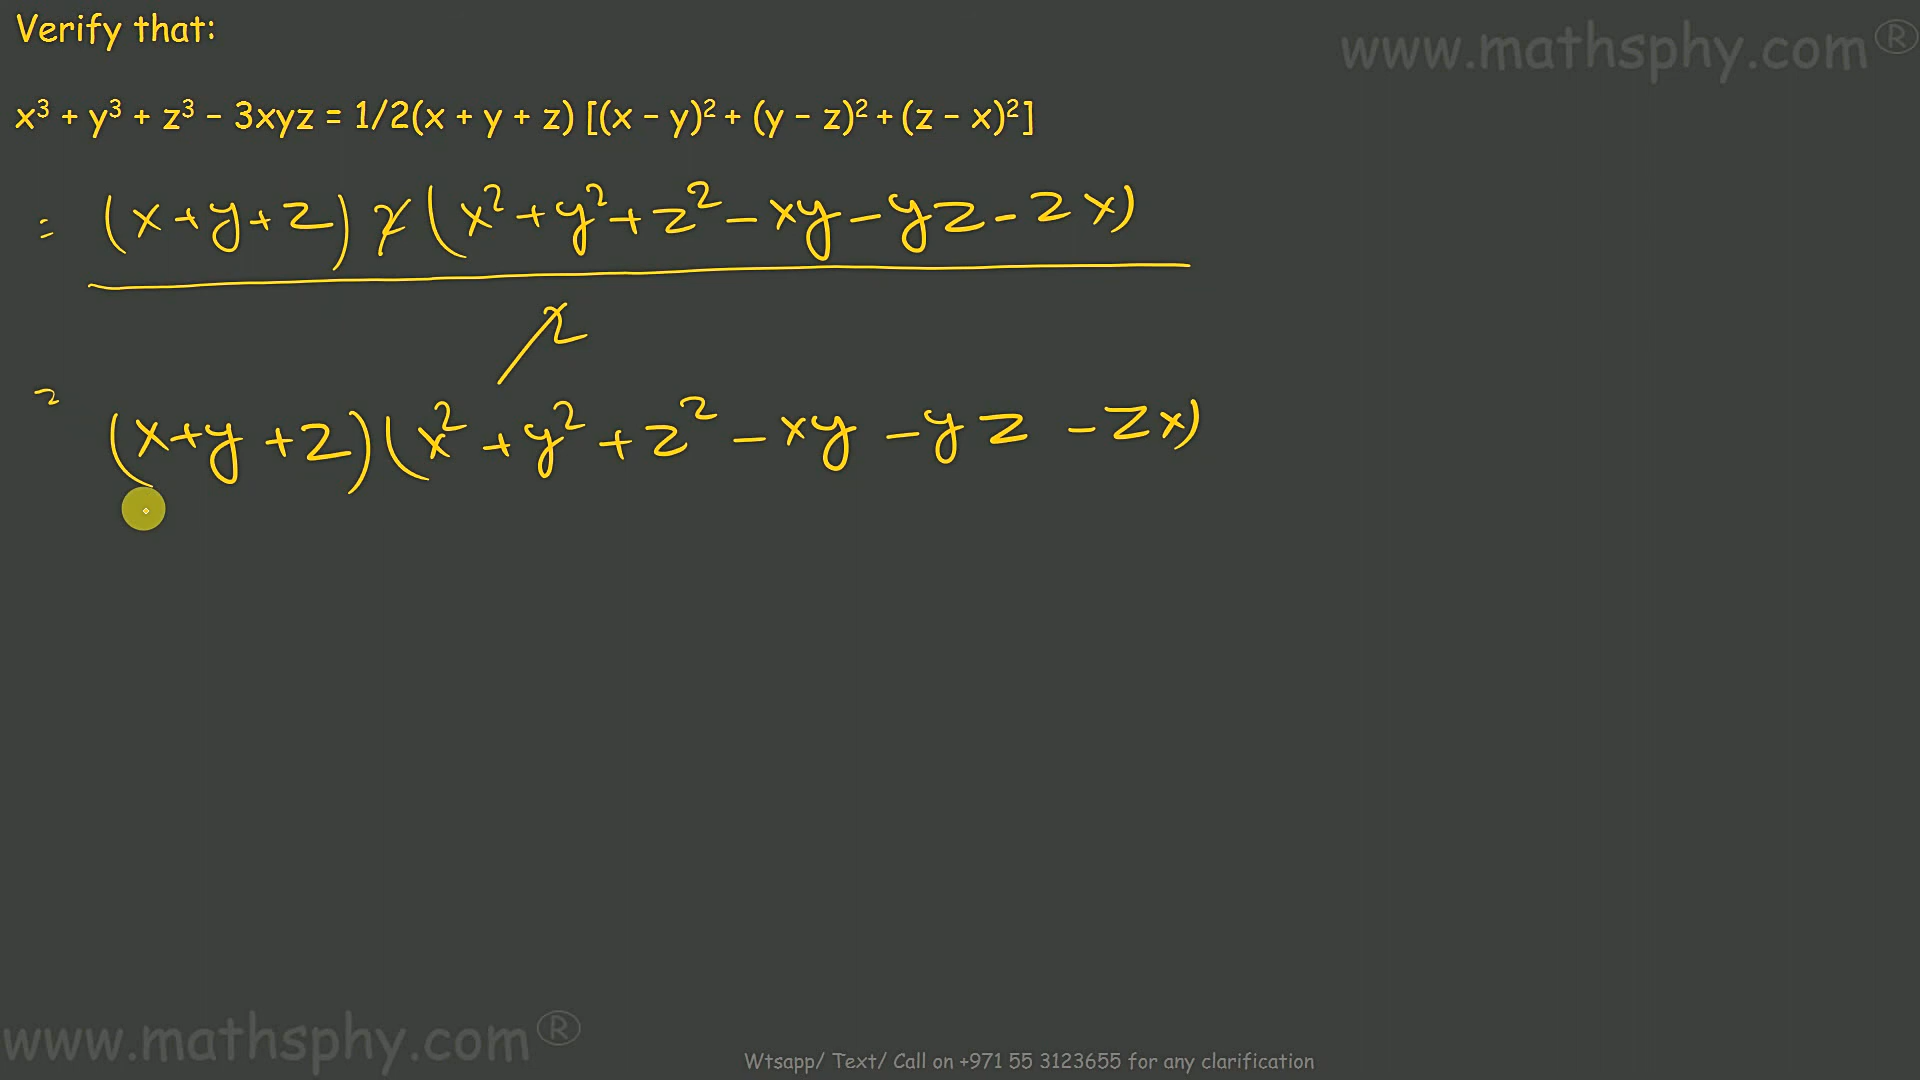 Verify that:
www.mathsphy.com®
x³ + y³ + z³ – 3xyz = 1/2(x + y + z) [(x – y)² + (y – z)² + (z – x)²]
= (x+y+z) 2 (x²+y²+z²-xy-yz-zx)
2
= (x+y+z)(x²+y²+z²-xy-yz-zx)
www.mathsphy.com®
Wtsapp/ Text/ Call on +971 55 3123655 for any clarification